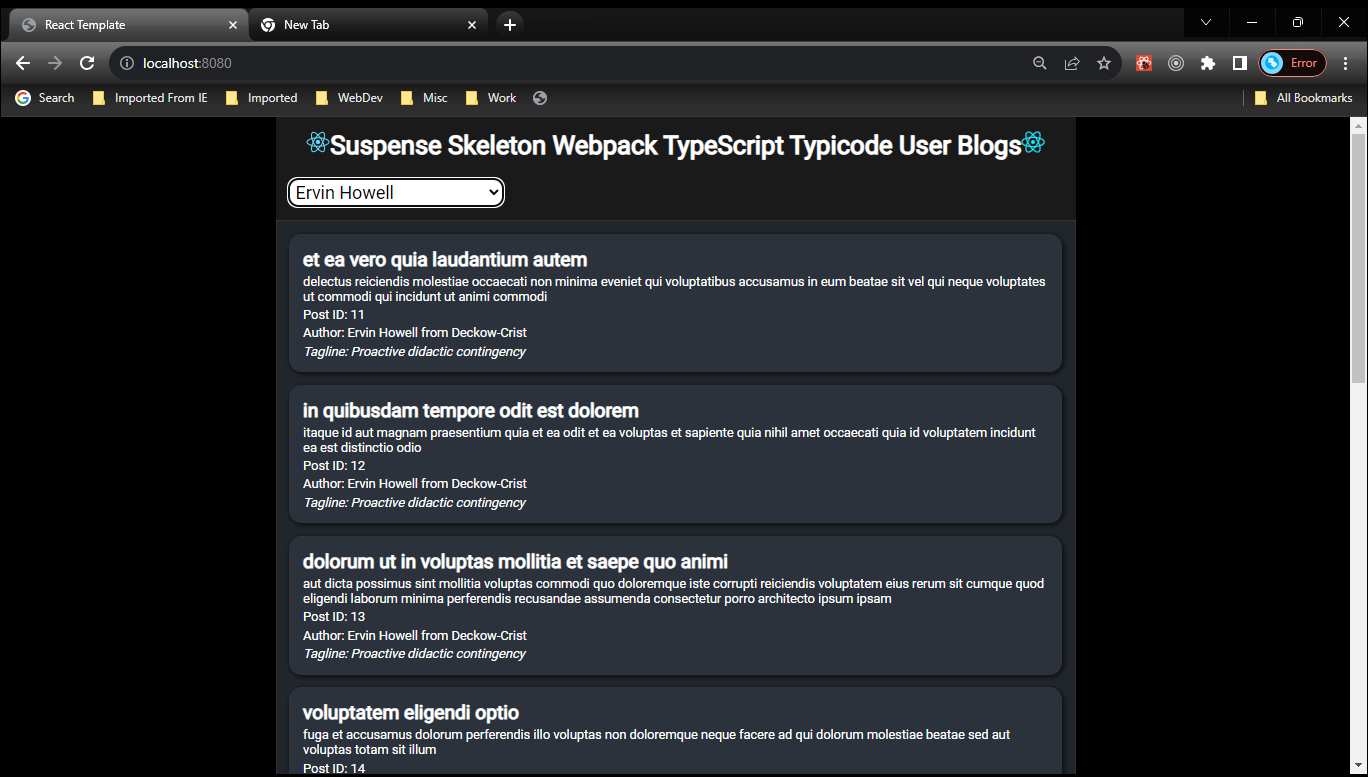 React Template
New Tab
localhost:8080
Error
Search
Imported From IE
Imported
WebDev
Misc
Work
All Bookmarks
Suspense Skeleton Webpack TypeScript Typicode User Blogs
Ervin Howell
et ea vero quia laudantium autem
delectus reiciendis molestiae occaecati non minima eveniet qui voluptatibus accusamus in eum beatae sit vel qui neque voluptates
ut commodi qui incidunt ut animi commodi
Post ID: 11
Author: Ervin Howell from Deckow-Crist
Tagline: Proactive didactic contingency
in quibusdam tempore odit est dolorem
itaque id aut magnam praesentium quia et ea odit et ea voluptas et sapiente quia nihil amet occaecati quia id voluptatem incidunt
ea est distinctio odio
Post ID: 12
Author: Ervin Howell from Deckow-Crist
Tagline: Proactive didactic contingency
dolorum ut in voluptas mollitia et saepe quo animi
aut dicta possimus sint mollitia voluptas commodi quo doloremque iste corrupti reiciendis voluptatem eius rerum sit cumque quod
eligendi laborum minima perferendis recusandae assumenda consectetur porro architecto ipsum ipsam
Post ID: 13
Author: Ervin Howell from Deckow-Crist
Tagline: Proactive didactic contingency
voluptatem eligendi optio
fuga et accusamus dolorum perferendis illo voluptas non doloremque neque facere ad qui dolorum molestiae beatae sed aut
voluptas totam sit illum
Post ID: 14